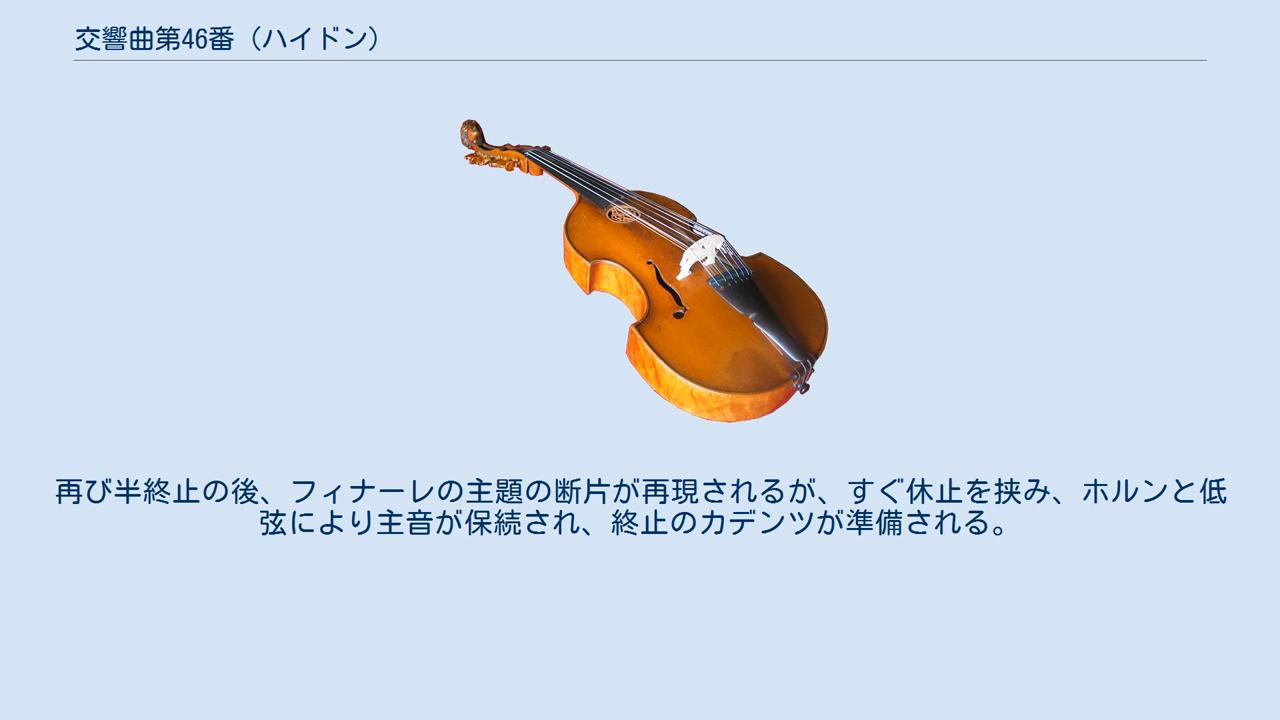 交響曲第46番（ハイドン）
再び半終止の後、フィナーレの主題の断片が再現されるが、すぐ休止を挟み、ホルンと低
弦により主音が保続され、終止のカデンツが準備される。